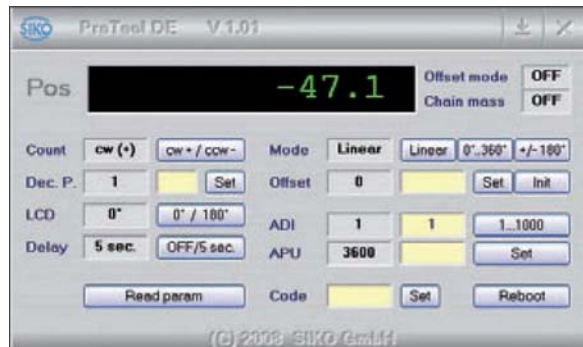 SIKO ProTool DE V 1.01
Pos -47.1 Offset mode OFF
Chain mass OFF
Count cw (+) cw + / ccw - Mode Linear Linear 0°..360° +/- 180°
Dec. P. 1 Set Offset 0 Set Init
LCD 0° 0° / 180° ADI 1 1 1...1000
Delay 5 sec. OFF/5 sec. APU 3600 Set
Read param Code Set Reboot
(C) 2008 SIKO GmbH